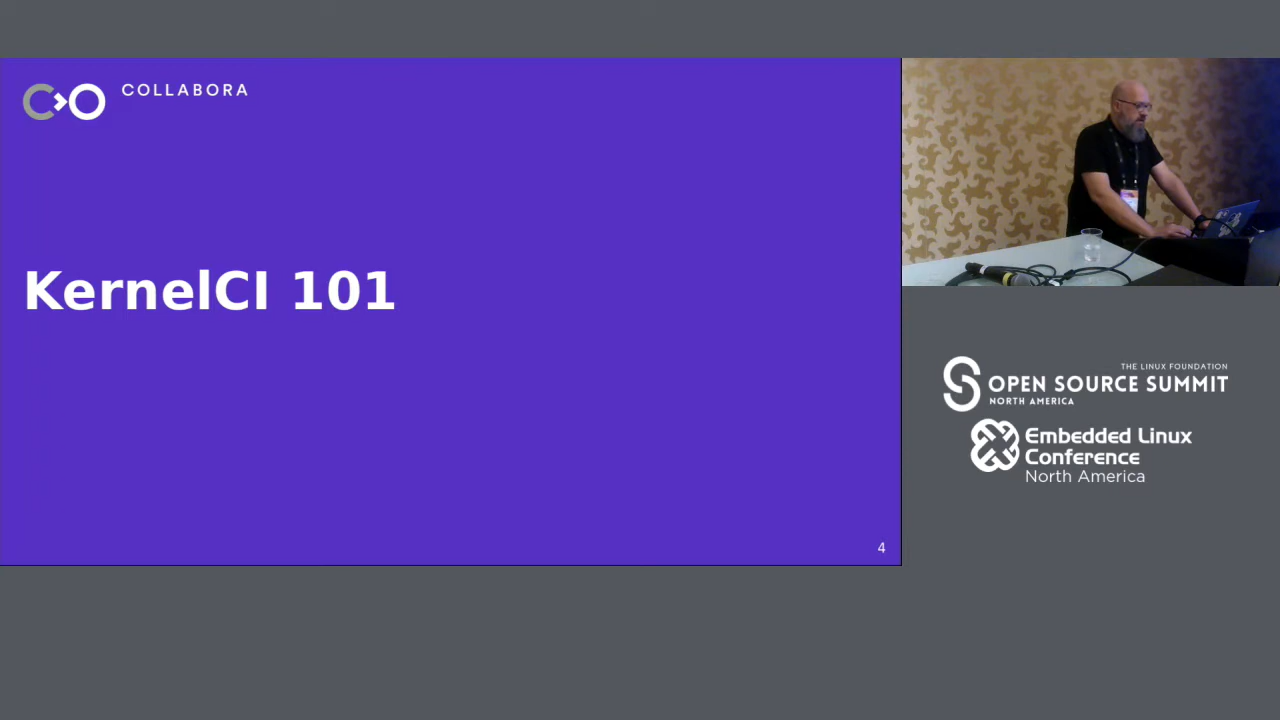 COLLABORA
KernelCI 101
4
THE LINUX FOUNDATION
OPEN SOURCE SUMMIT
NORTH AMERICA
Embedded Linux
Conference
North America